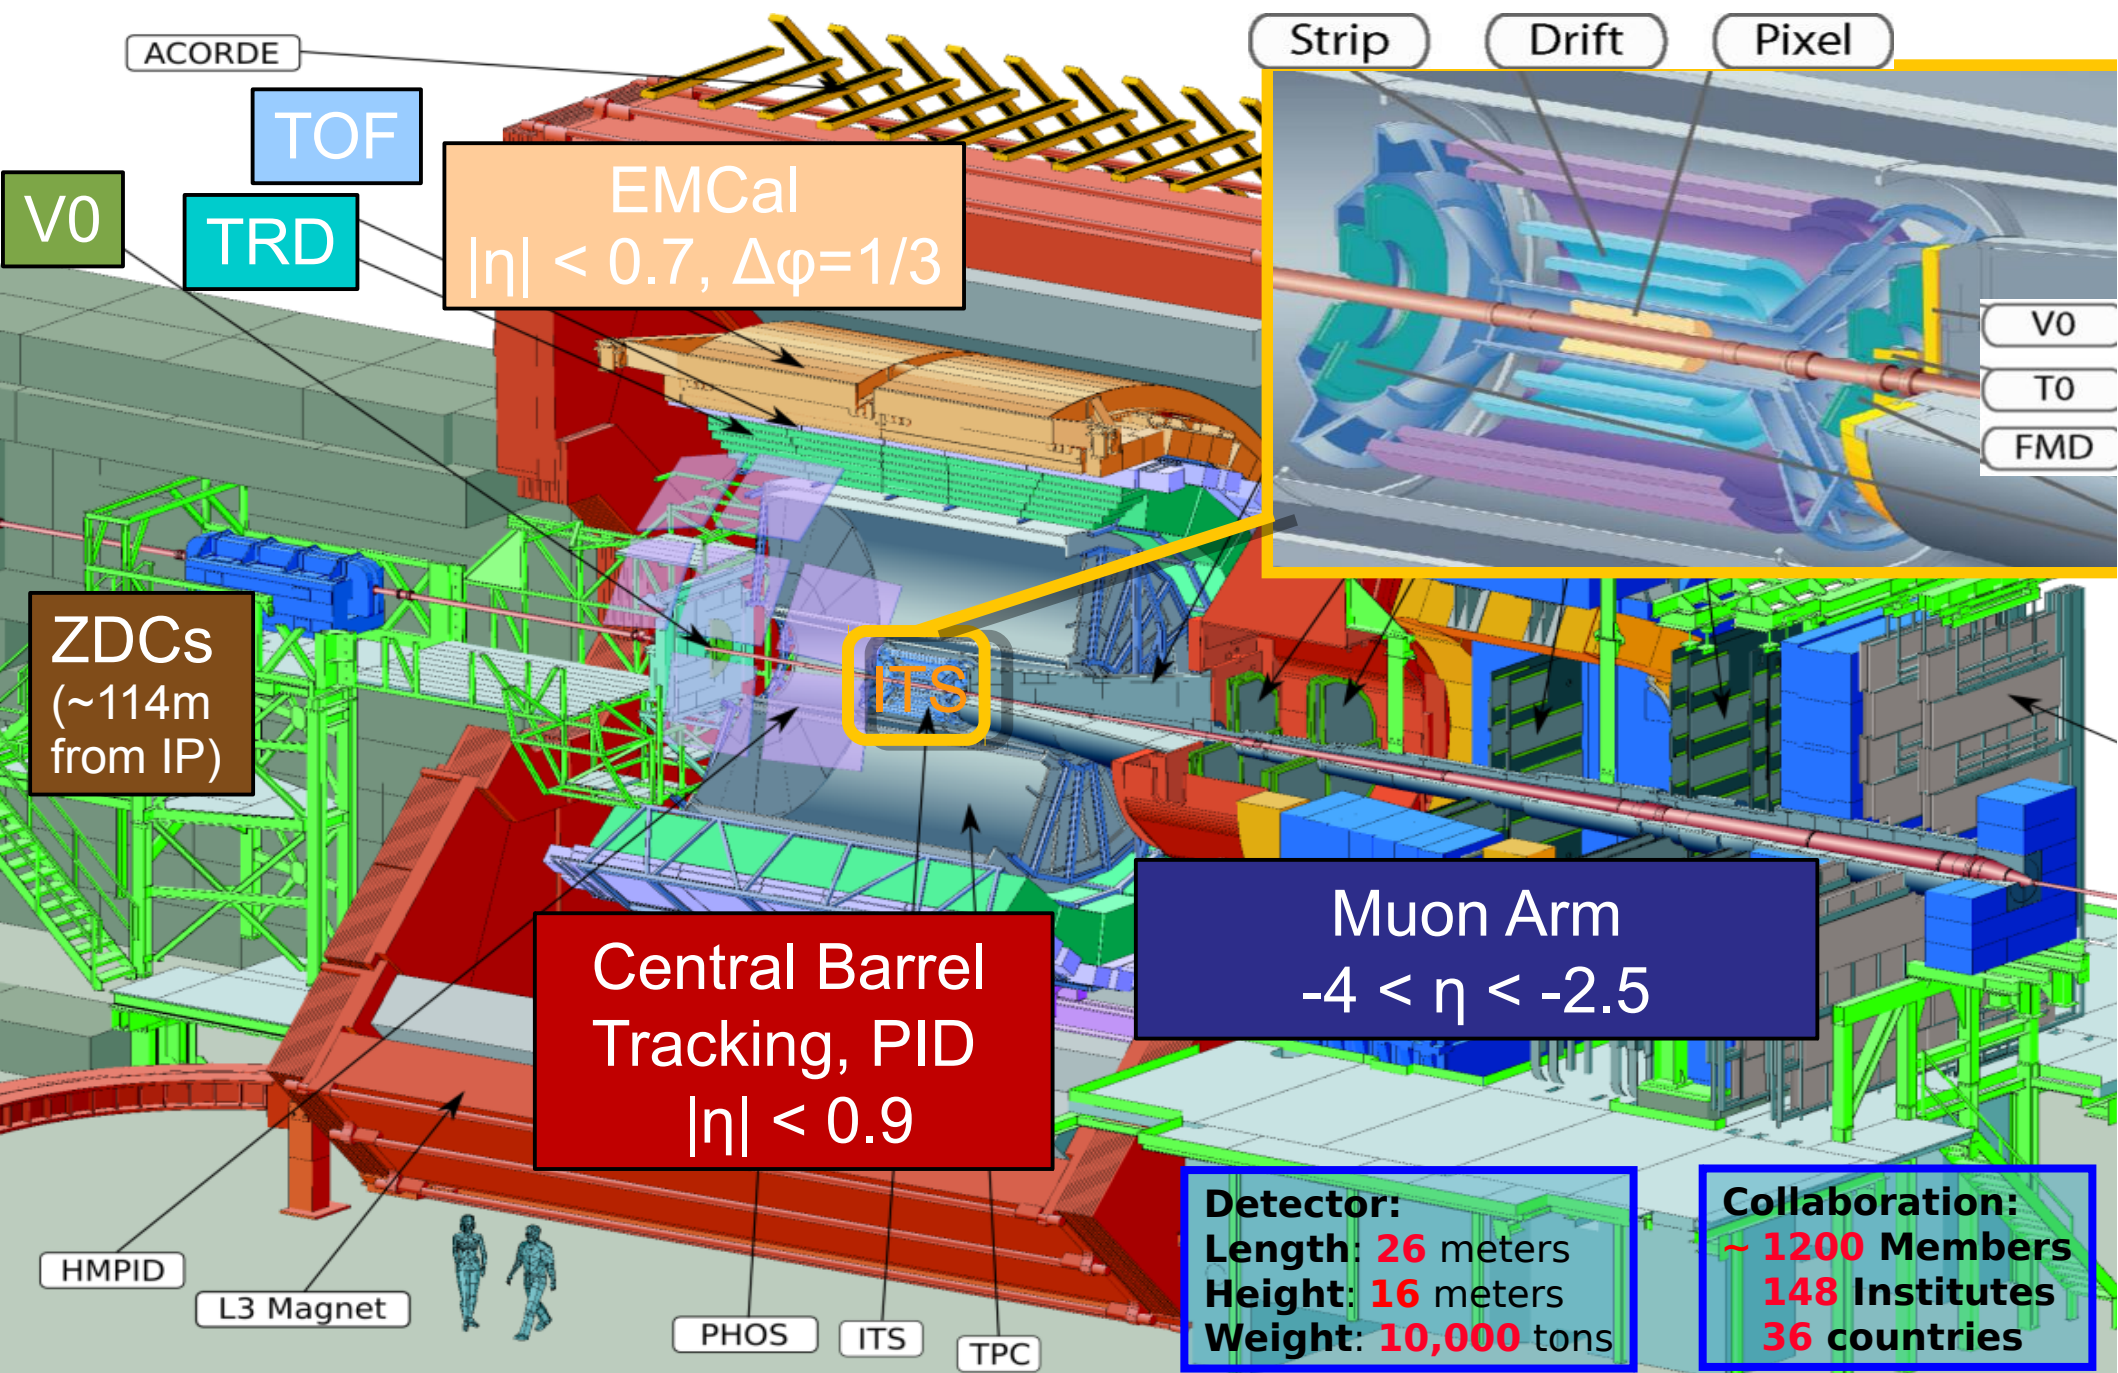 Strip
Drift
Pixel
ACORDE
TOF
EMCal
|η| < 0.7, Δφ=1/3
V0
TRD
V0
T0
FMD
ZDCs
(~114m
from IP)
ITS
Muon Arm
-4 < η < -2.5
Central Barrel
Tracking, PID
|η| < 0.9
Detector:
Length: 26 meters
Height: 16 meters
Weight: 10,000 tons
Collaboration:
~ 1200 Members
148 Institutes
36 countries
HMPID
L3 Magnet
PHOS
ITS
TPC